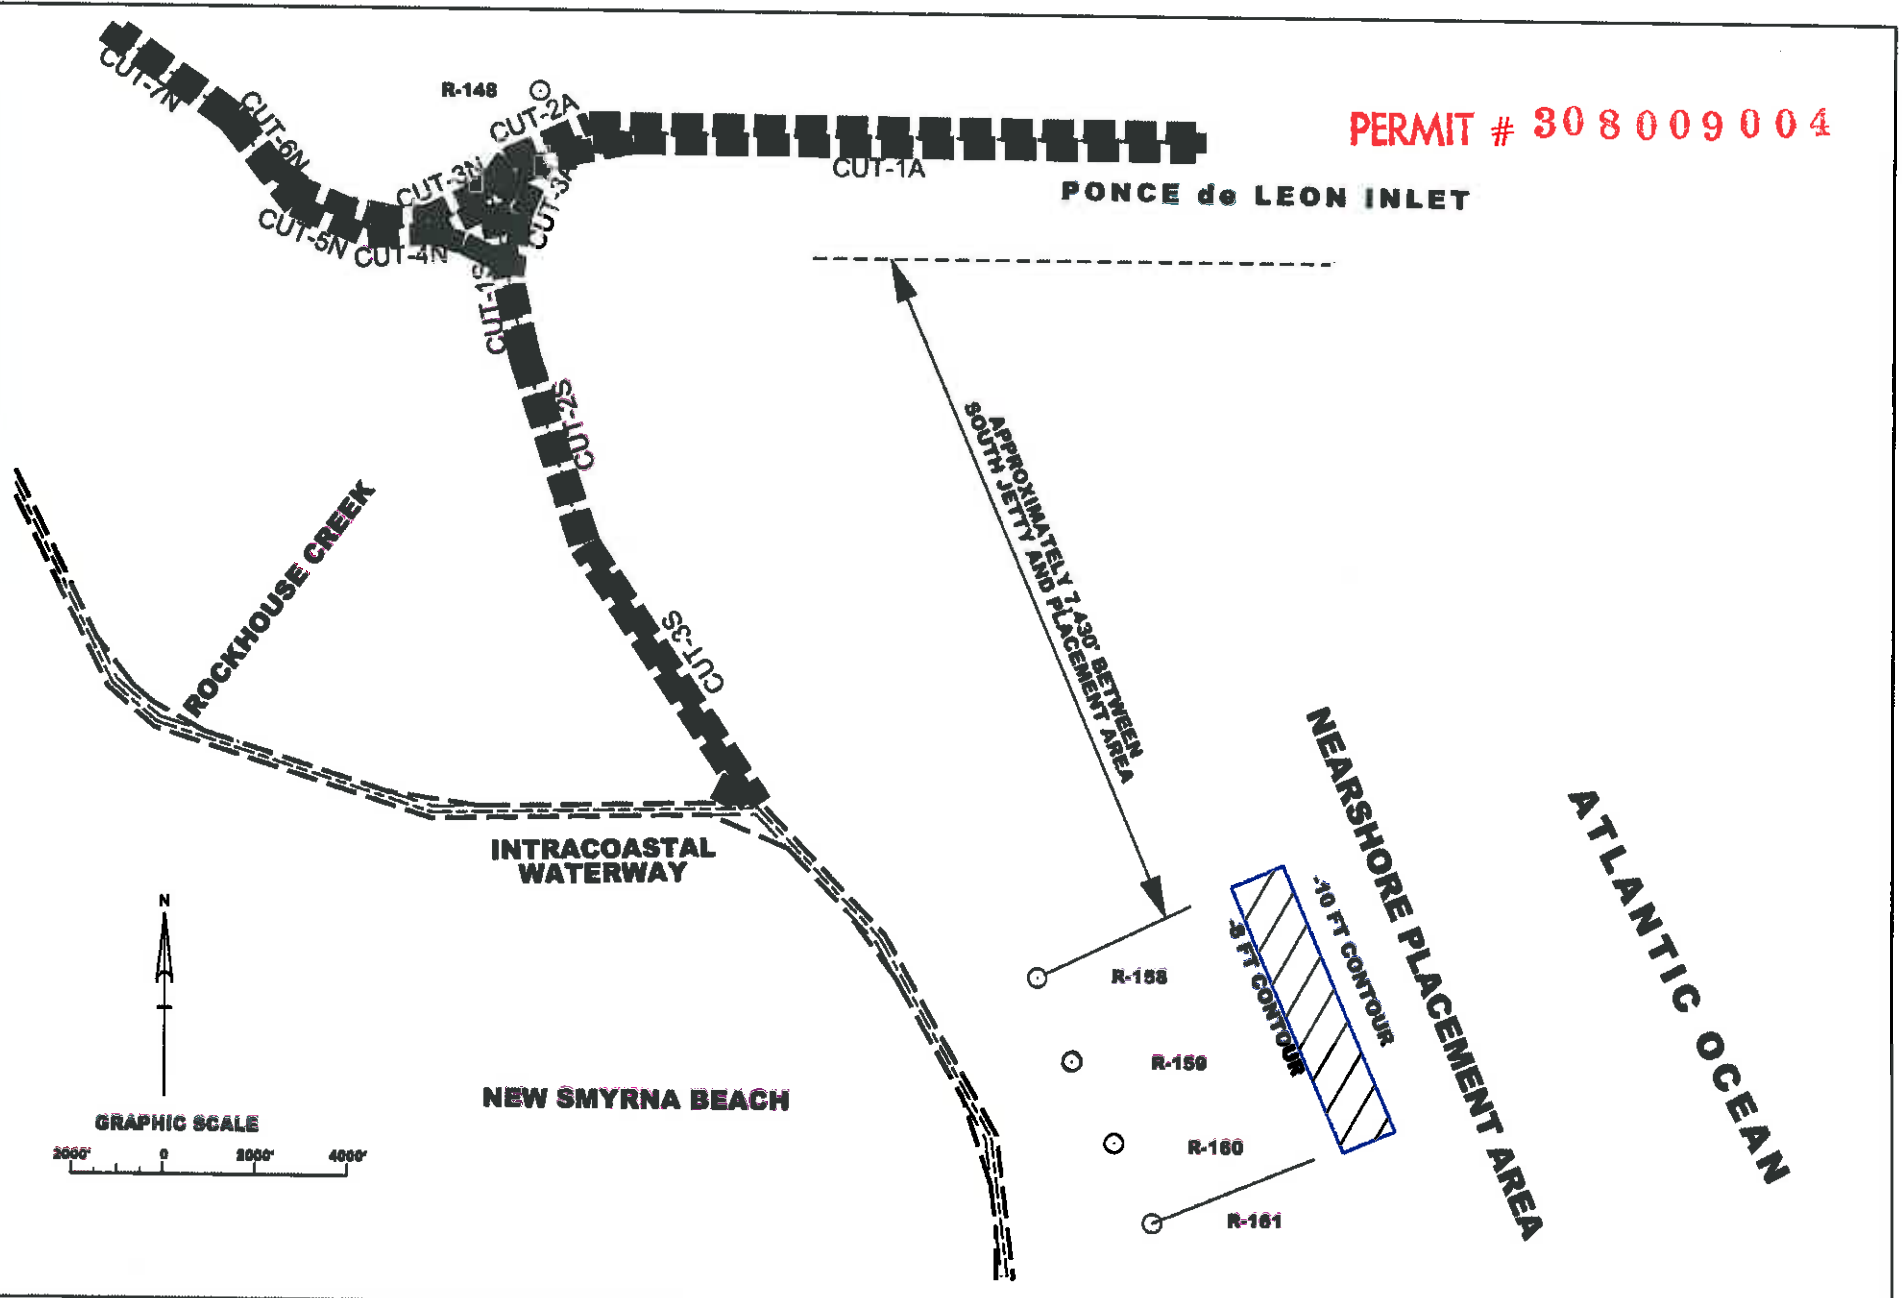 CUT-7N
CUT-6N
CUT-5N
CUT-4N
CUT-3N
R-148
CUT-2A
CUT-3A
CUT-1A
PERMIT # 308009004
PONCE de LEON INLET
CUT-1S
CUT-2S
CUT-3S
APPROXIMATELY 7,430' BETWEEN
SOUTH JETTY AND PLACEMENT AREA
ROCKHOUSE CREEK
INTRACOASTAL
WATERWAY
NEARSHORE PLACEMENT AREA
ATLANTIC OCEAN
-10 FT CONTOUR
-8 FT CONTOUR
R-158
R-159
R-160
R-161
NEW SMYRNA BEACH
N
GRAPHIC SCALE
2000' 0 2000' 4000'